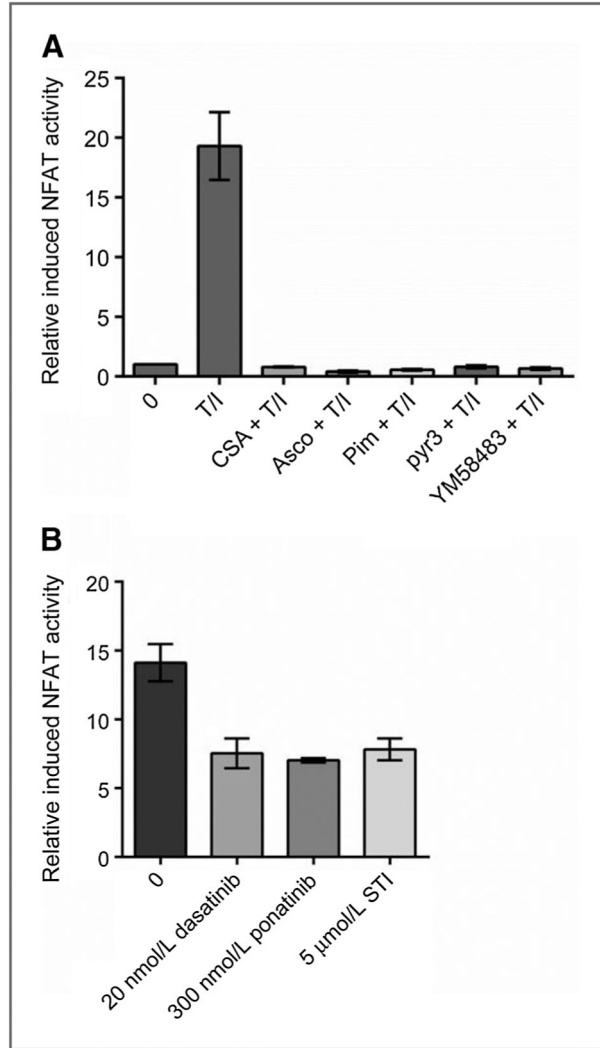 A
Relative induced NFAT activity
25
20
15
10
5
0
0
T/I
CSA + T/I
Asco + T/I
Pim + T/I
pyr3 + T/I
YM58483 + T/I
B
Relative induced NFAT activity
20
15
10
5
0
0
20 nmol/L dasatinib
300 nmol/L ponatinib
5 μmol/L STI